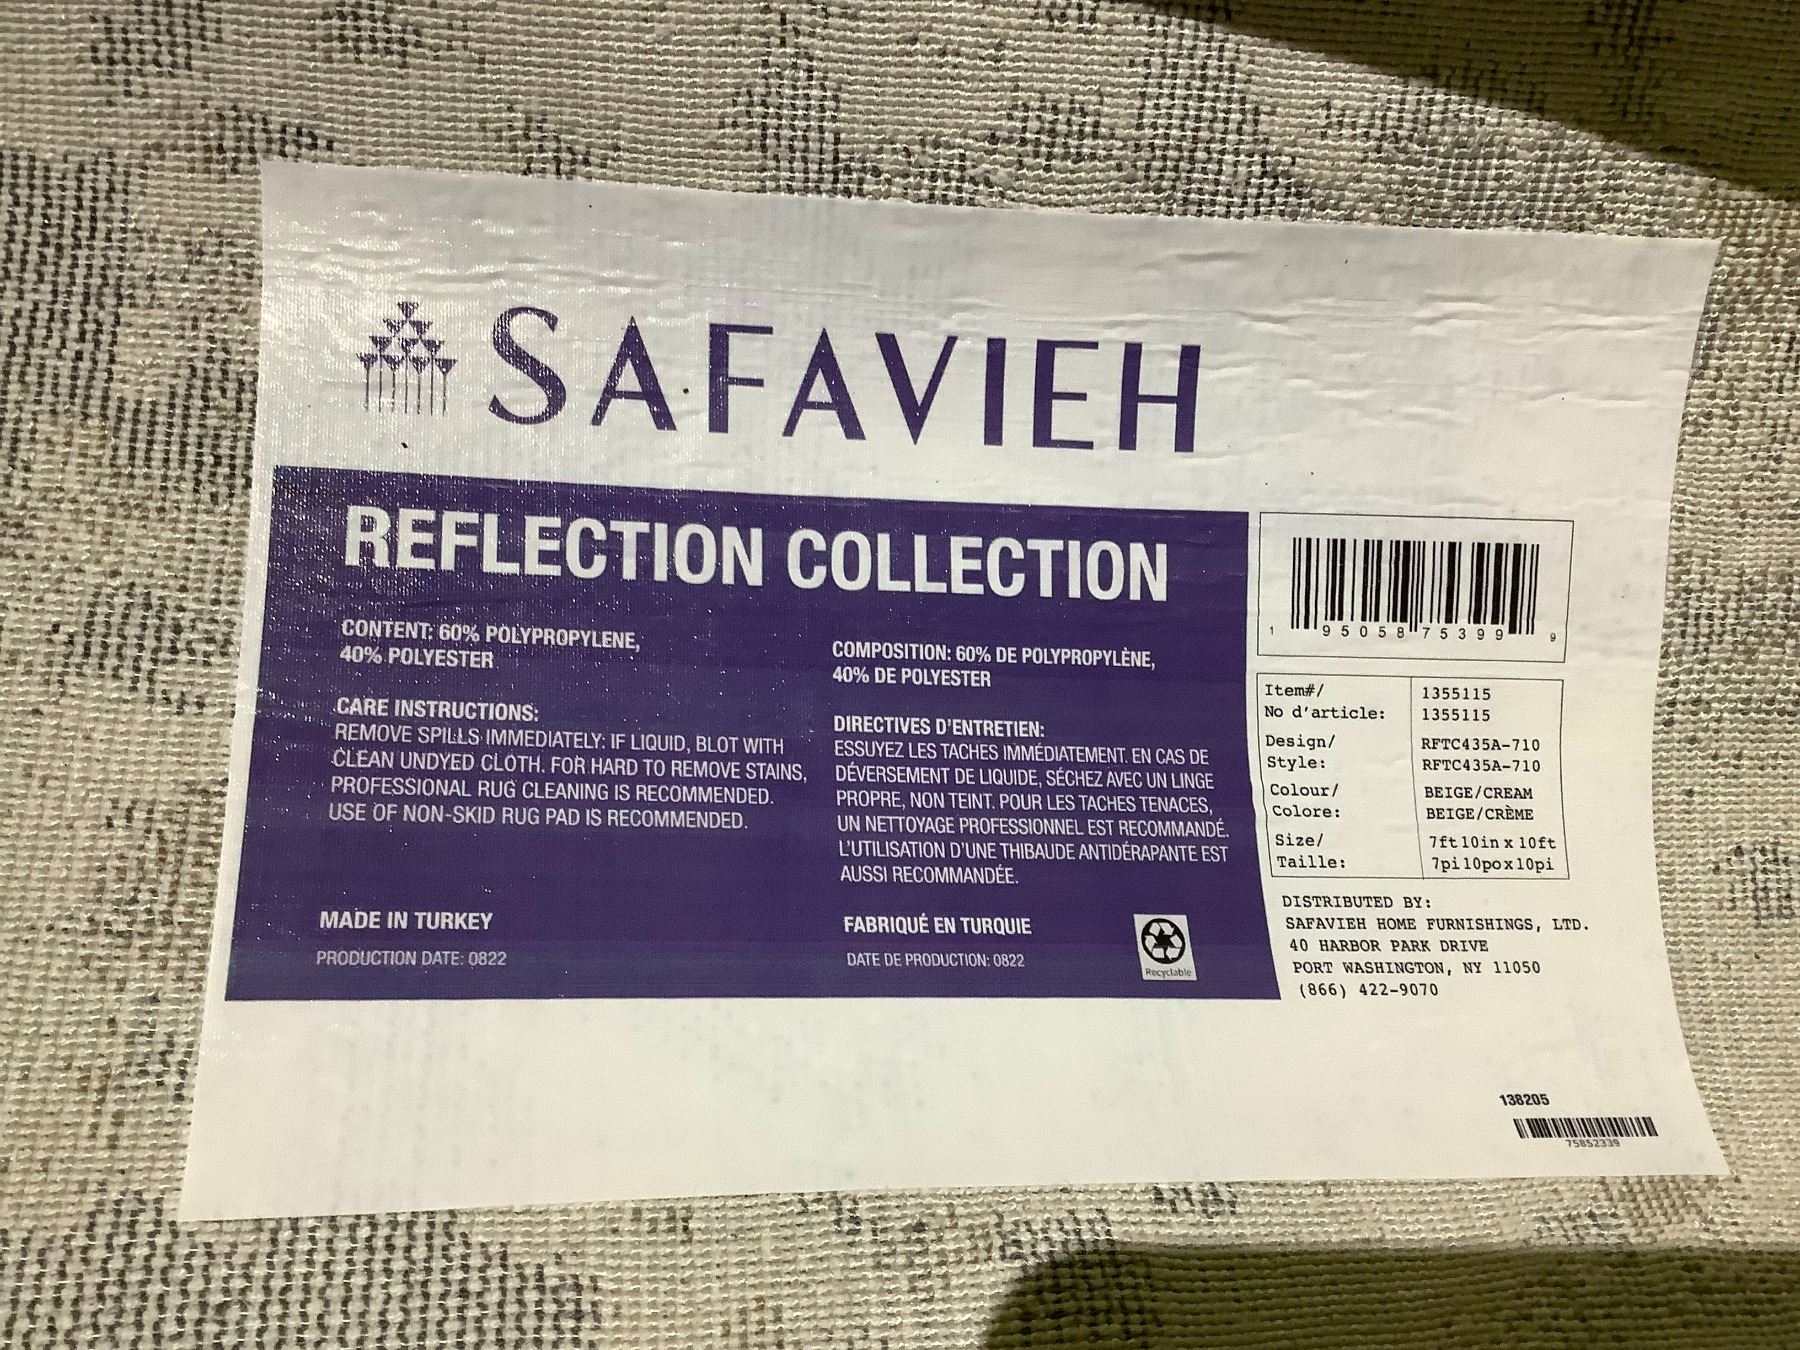 SAFAVIEH
REFLECTION COLLECTION
CONTENT: 60% POLYPROPYLENE,
40% POLYESTER
CARE INSTRUCTIONS:
REMOVE SPILLS IMMEDIATELY: IF LIQUID, BLOT WITH
CLEAN UNDYED CLOTH. FOR HARD TO REMOVE STAINS,
PROFESSIONAL RUG CLEANING IS RECOMMENDED.
USE OF NON-SKID RUG PAD IS RECOMMENDED.
MADE IN TURKEY
PRODUCTION DATE: 0822
COMPOSITION: 60% DE POLYPROPYLÈNE,
40% DE POLYESTER
DIRECTIVES D'ENTRETIEN:
ESSUYEZ LES TACHES IMMÉDIATEMENT. EN CAS DE
DÉVERSEMENT DE LIQUIDE, SÉCHEZ AVEC UN LINGE
PROPRE, NON TEINT. POUR LES TACHES TENACES,
UN NETTOYAGE PROFESSIONNEL EST RECOMMANDÉ.
L'UTILISATION D'UNE THIBAUDE ANTIDÉRAPANTE EST
AUSSI RECOMMANDÉE.
FABRIQUÉ EN TURQUIE
DATE DE PRODUCTION: 0822
Recyclable
1 95058 75399 9
Item#/ 1355115
No d'article: 1355115
Design/ RFTC435A-710
Style: RFTC435A-710
Colour/ BEIGE/CREAM
Colore: BEIGE/CRÈME
Size/ 7ft10in x 10ft
Taille: 7pi10pox10pi
DISTRIBUTED BY:
SAFAVIEH HOME FURNISHINGS, LTD.
40 HARBOR PARK DRIVE
PORT WASHINGTON, NY 11050
(866) 422-9070
138205
75852339